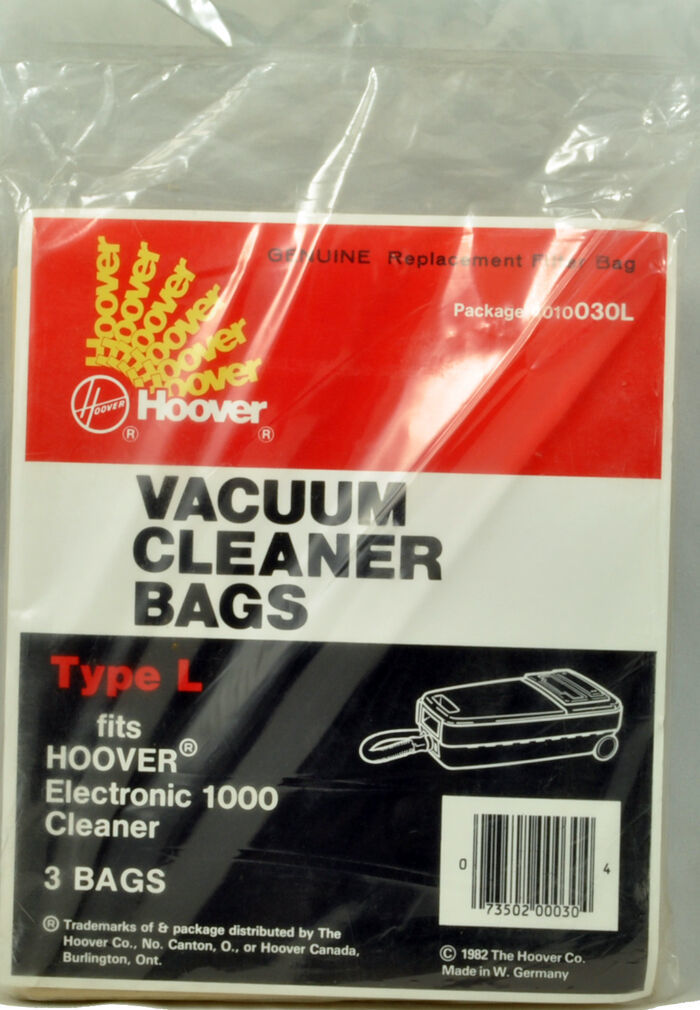 GENUINE Replacement Filter Bag
Package 4010030L
Hoover
Hoover
Hoover
Hoover
Hoover
Hoover
HOOVER
Hoover
® ®
VACUUM
CLEANER
BAGS
Type L
fits
HOOVER®
Electronic 1000
Cleaner
3 BAGS
0 73502 00030 4
® Trademarks of & package distributed by The
Hoover Co., No. Canton, O., or Hoover Canada,
Burlington, Ont.
© 1982 The Hoover Co.
Made in W. Germany